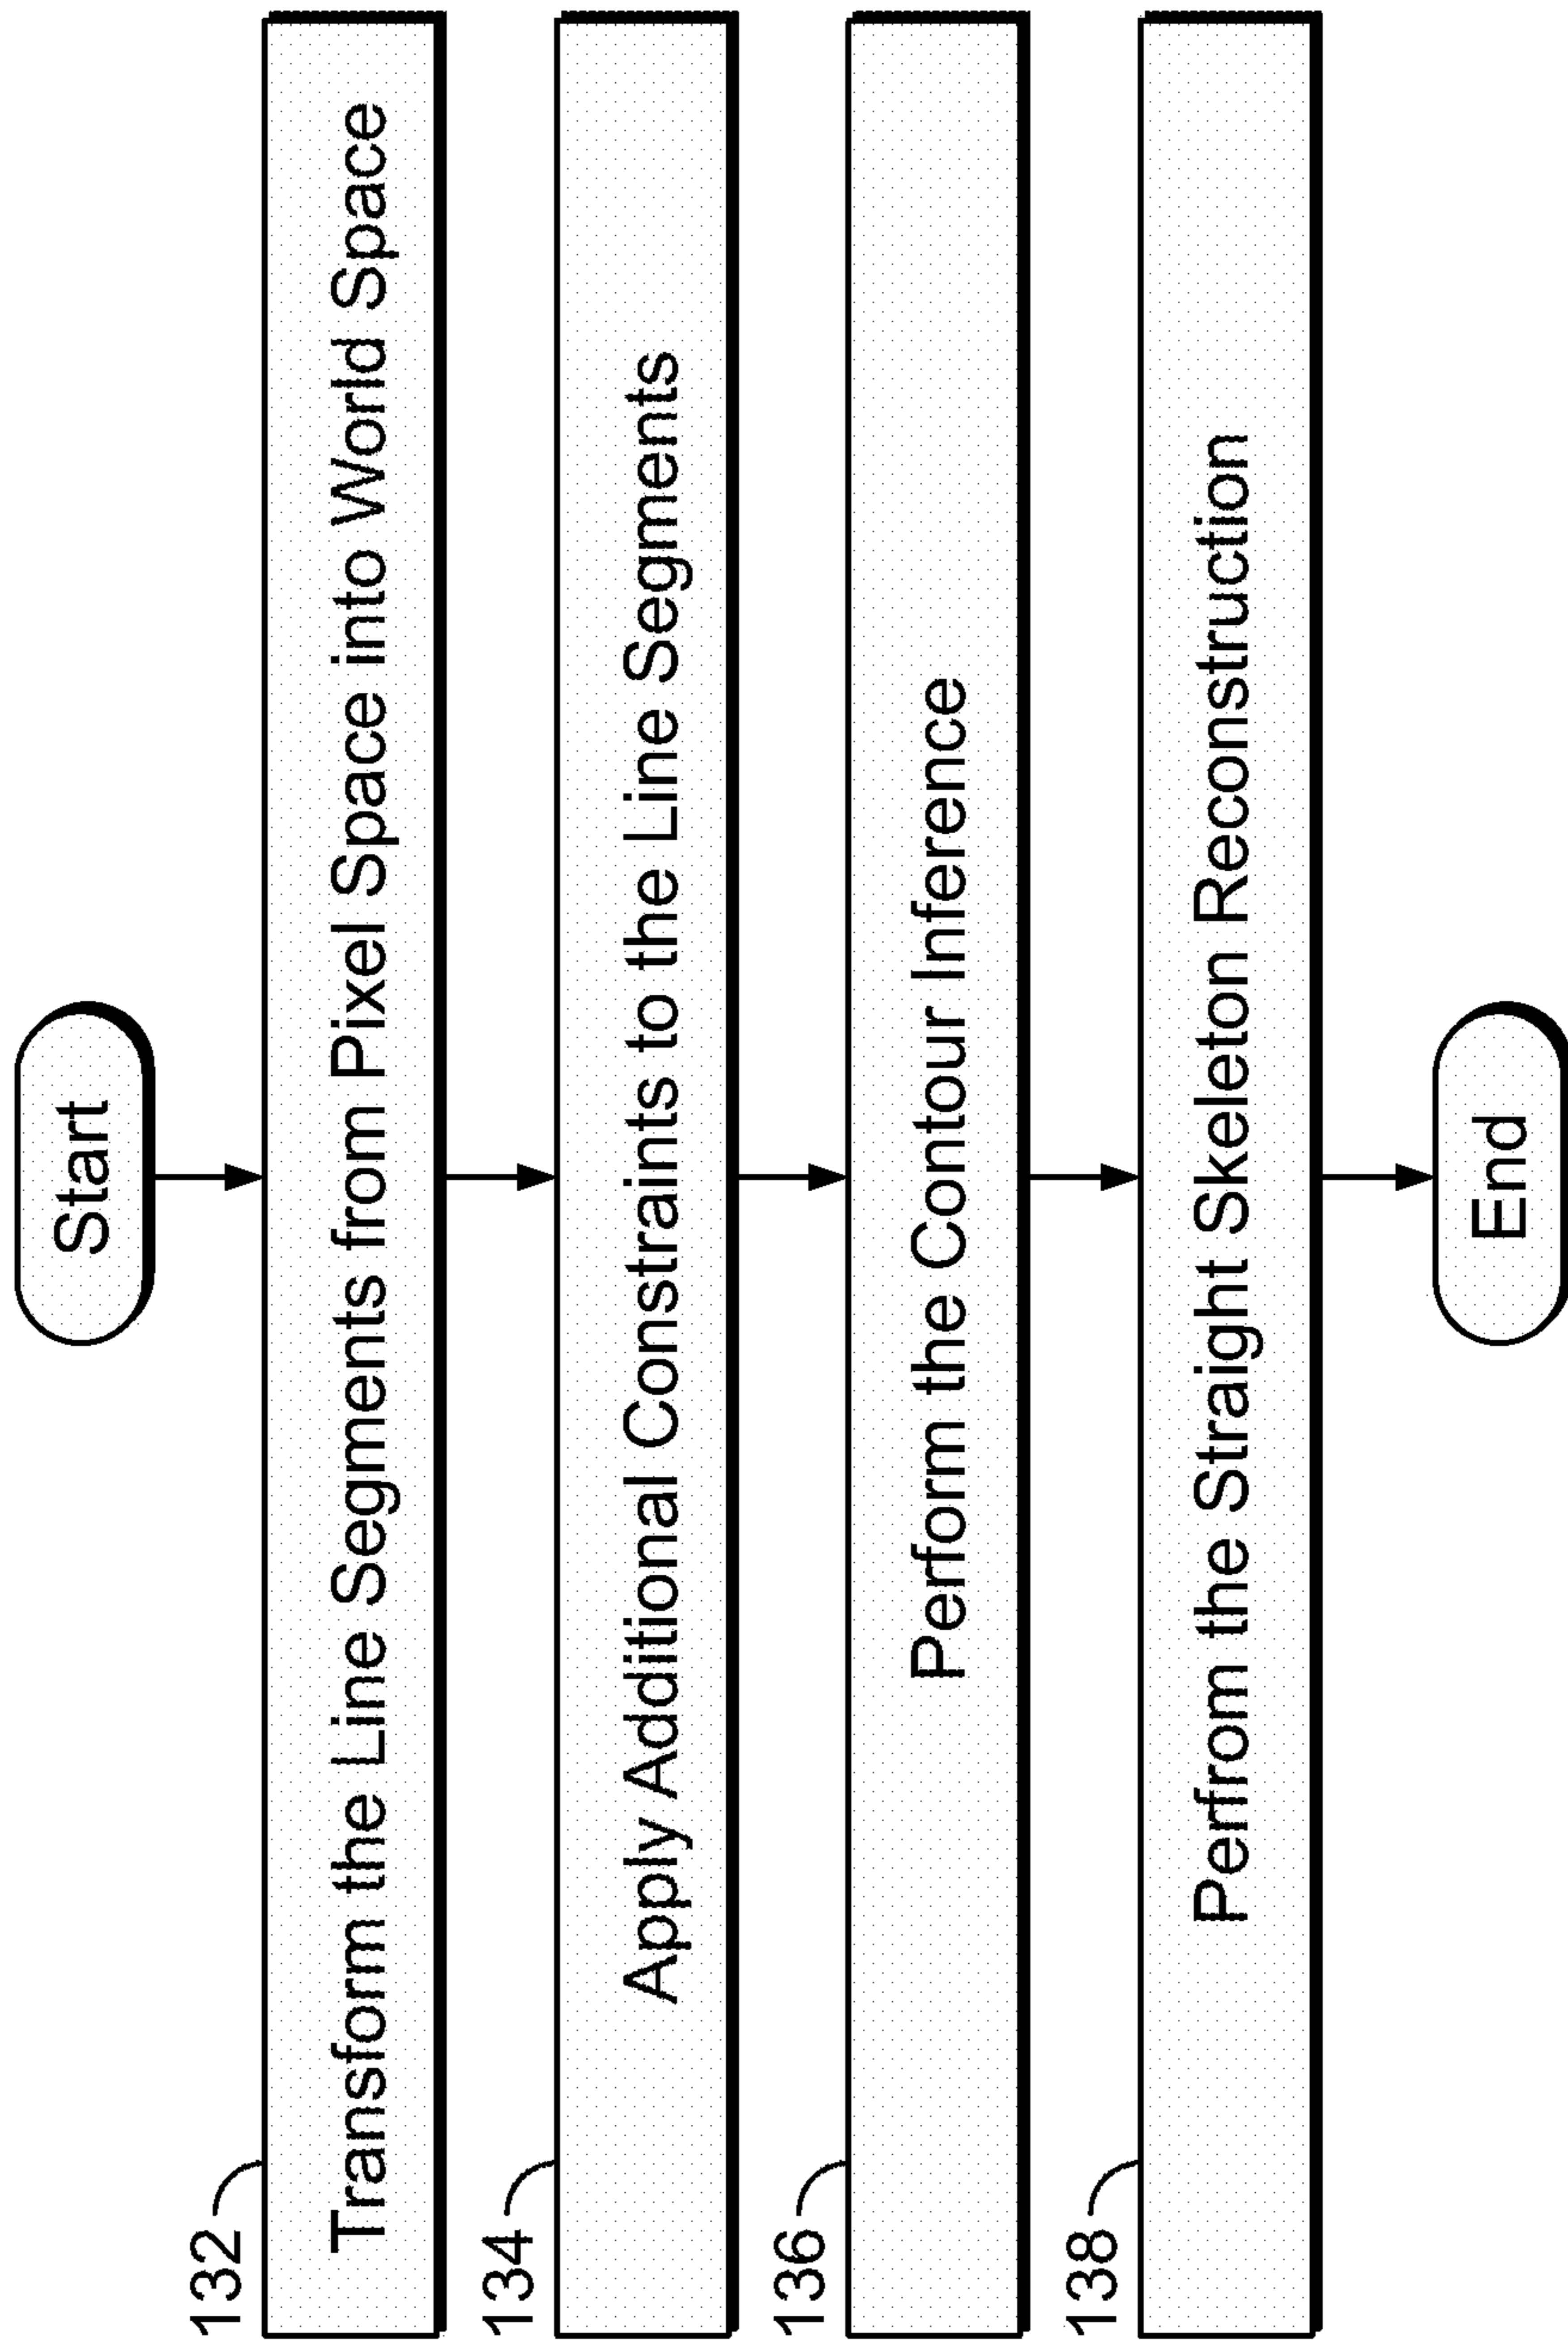 Start
132
Transform the Line Segments from Pixel Space into World Space
134
Apply Additional Constraints to the Line Segments
136
Perform the Contour Inference
138
Perfrom the Straight Skeleton Reconstruction
End